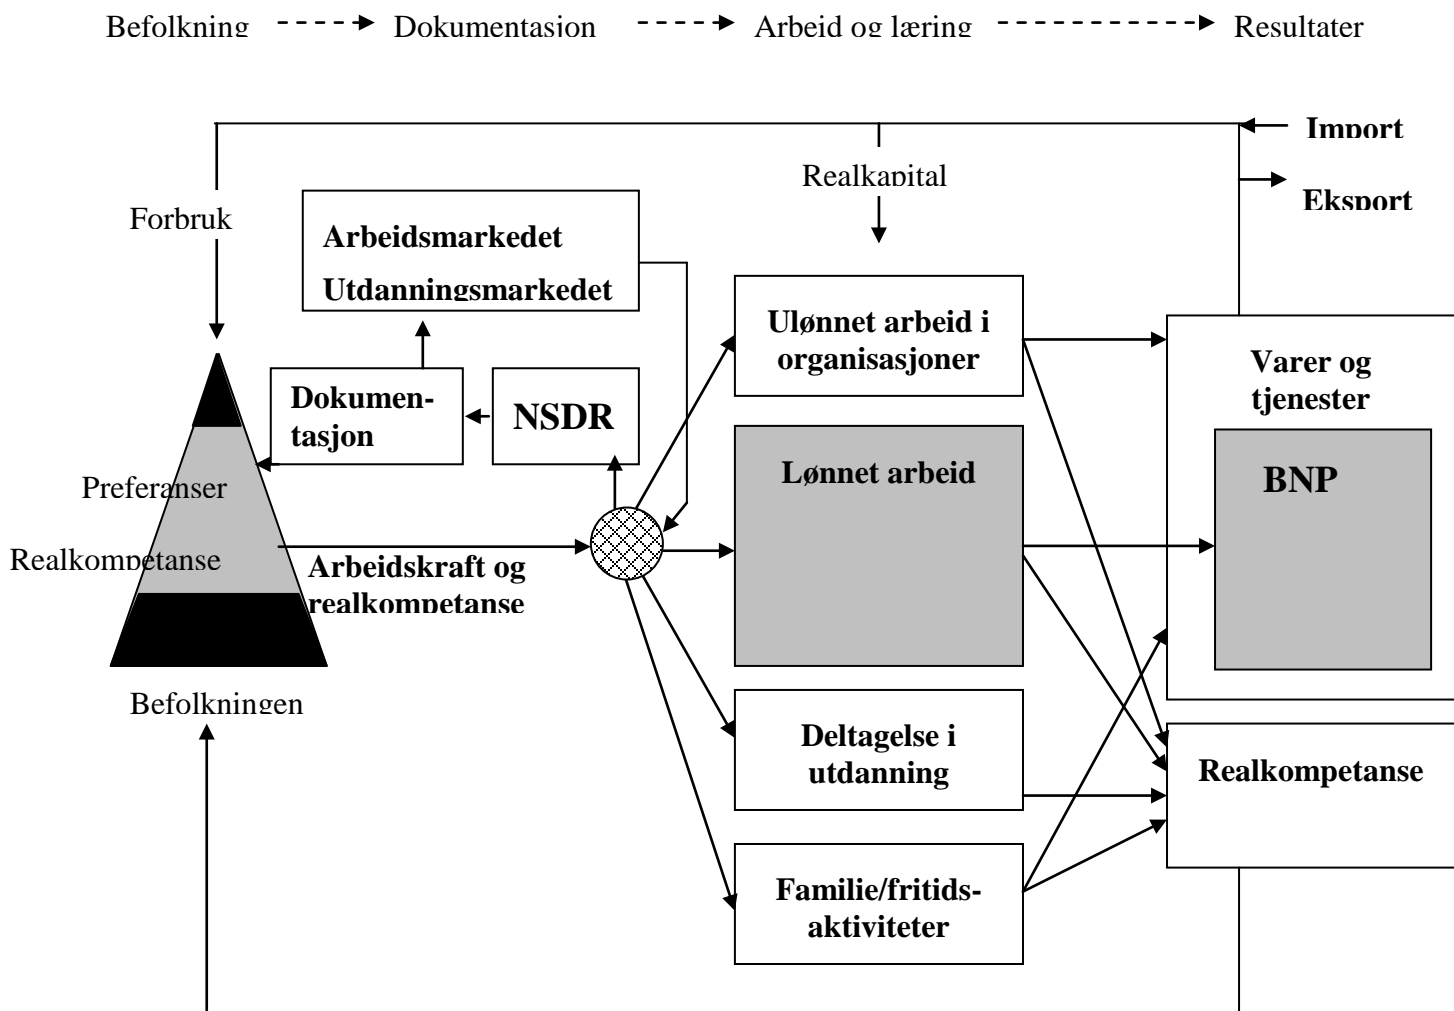 Befolkning
Dokumentasjon
Arbeid og læring
Resultater
Import
Realkapital
Eksport
Forbruk
Arbeidsmarkedet
Utdanningsmarkedet
Ulønnet arbeid i
organisasjoner
Varer og
tjenester
Dokumen-
tasjon
NSDR
Lønnet arbeid
BNP
Preferanser
Realkompetanse
Arbeidskraft og
realkompetanse
Befolkningen
Deltagelse i
utdanning
Realkompetanse
Familie/fritids-
aktiviteter